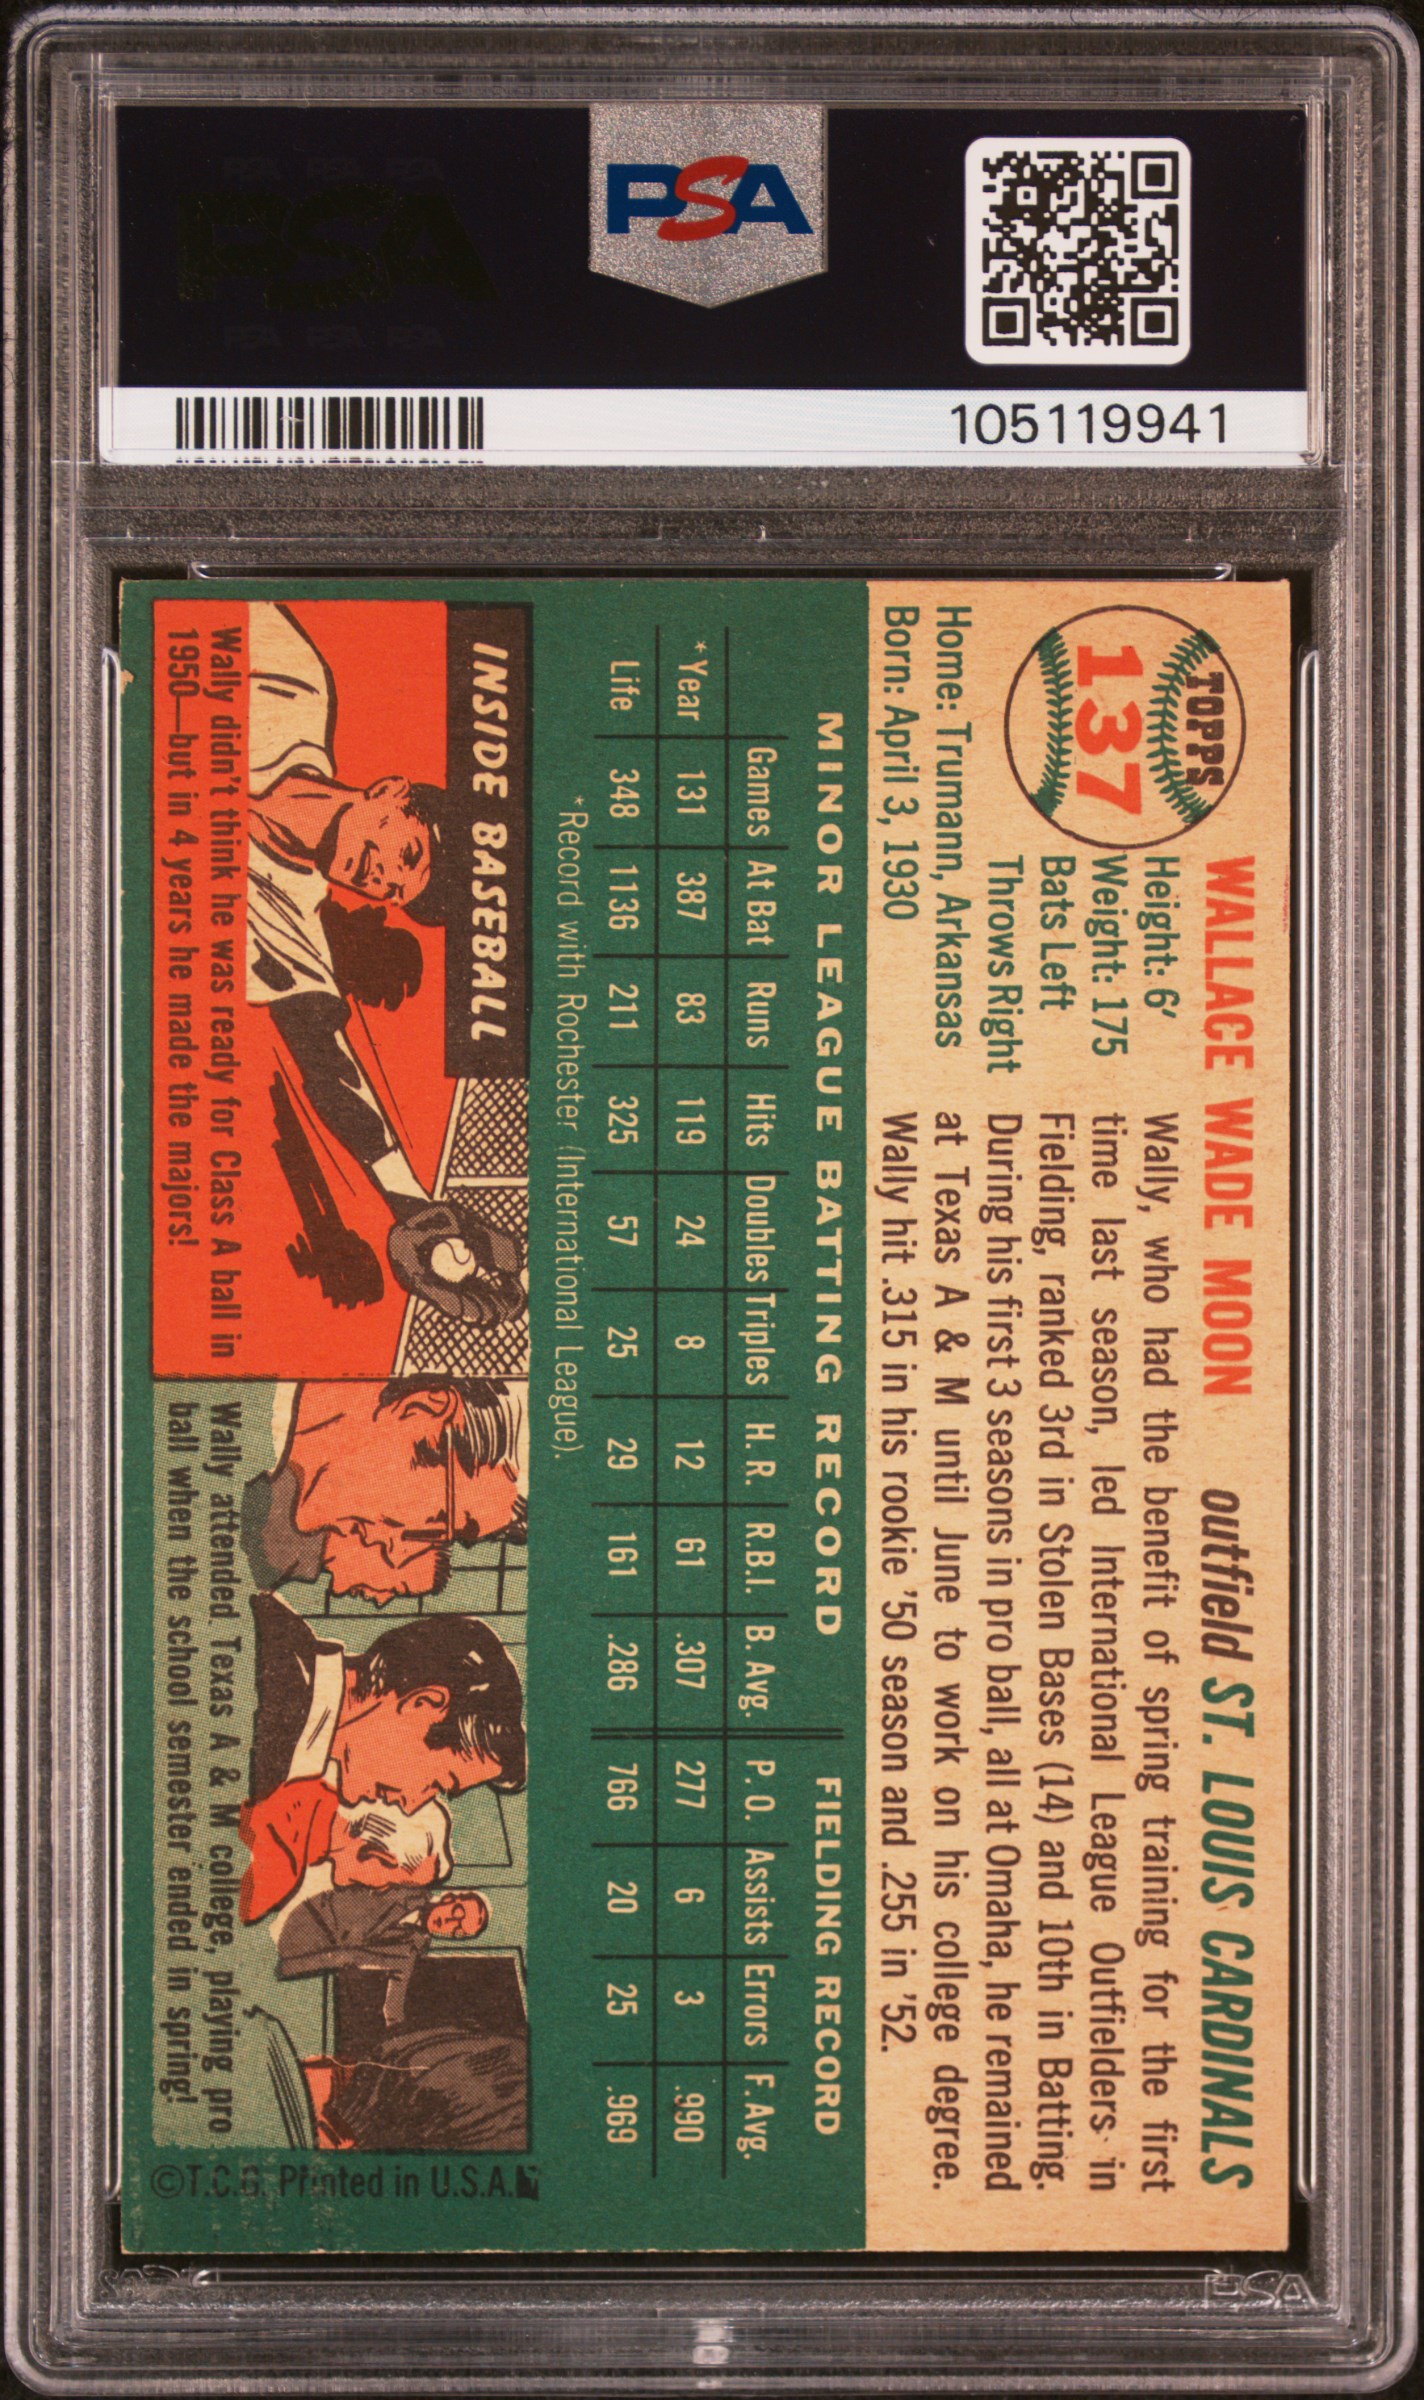 PSA
105119941
TOPPS
137
WALLACE WADE MOON outfield ST. LOUIS CARDINALS
Height: 6'
Weight: 175
Bats Left
Throws Right
Home: Trumann, Arkansas
Born: April 3, 1930
Wally, who had the benefit of spring training for the first
time last season, led International League Outfielders in
Fielding, ranked 3rd in Stolen Bases (14) and 10th in Batting.
During his first 3 seasons in pro ball, all at Omaha, he remained
at Texas A & M until June to work on his college degree.
Wally hit .315 in his rookie '50 season and .255 in '52.
MINOR LEAGUE BATTING RECORD FIELDING RECORD
Games At Bat Runs Hits Doubles Triples H. R. R.B.I. B. Avg. P. O. Assists Errors F. Avg.
*Year 131 387 83 119 24 8 12 61 .307 277 6 3 .990
Life 348 1136 211 325 57 25 29 161 .286 766 20 25 .969
*Record with Rochester (International League).
INSIDE BASEBALL
Wally didn't think he was ready for Class A ball in
1950—but in 4 years he made the majors!
Wally attended Texas A & M college, playing pro
ball when the school semester ended in spring!
©T.C.G. Printed in U.S.A.
PSA